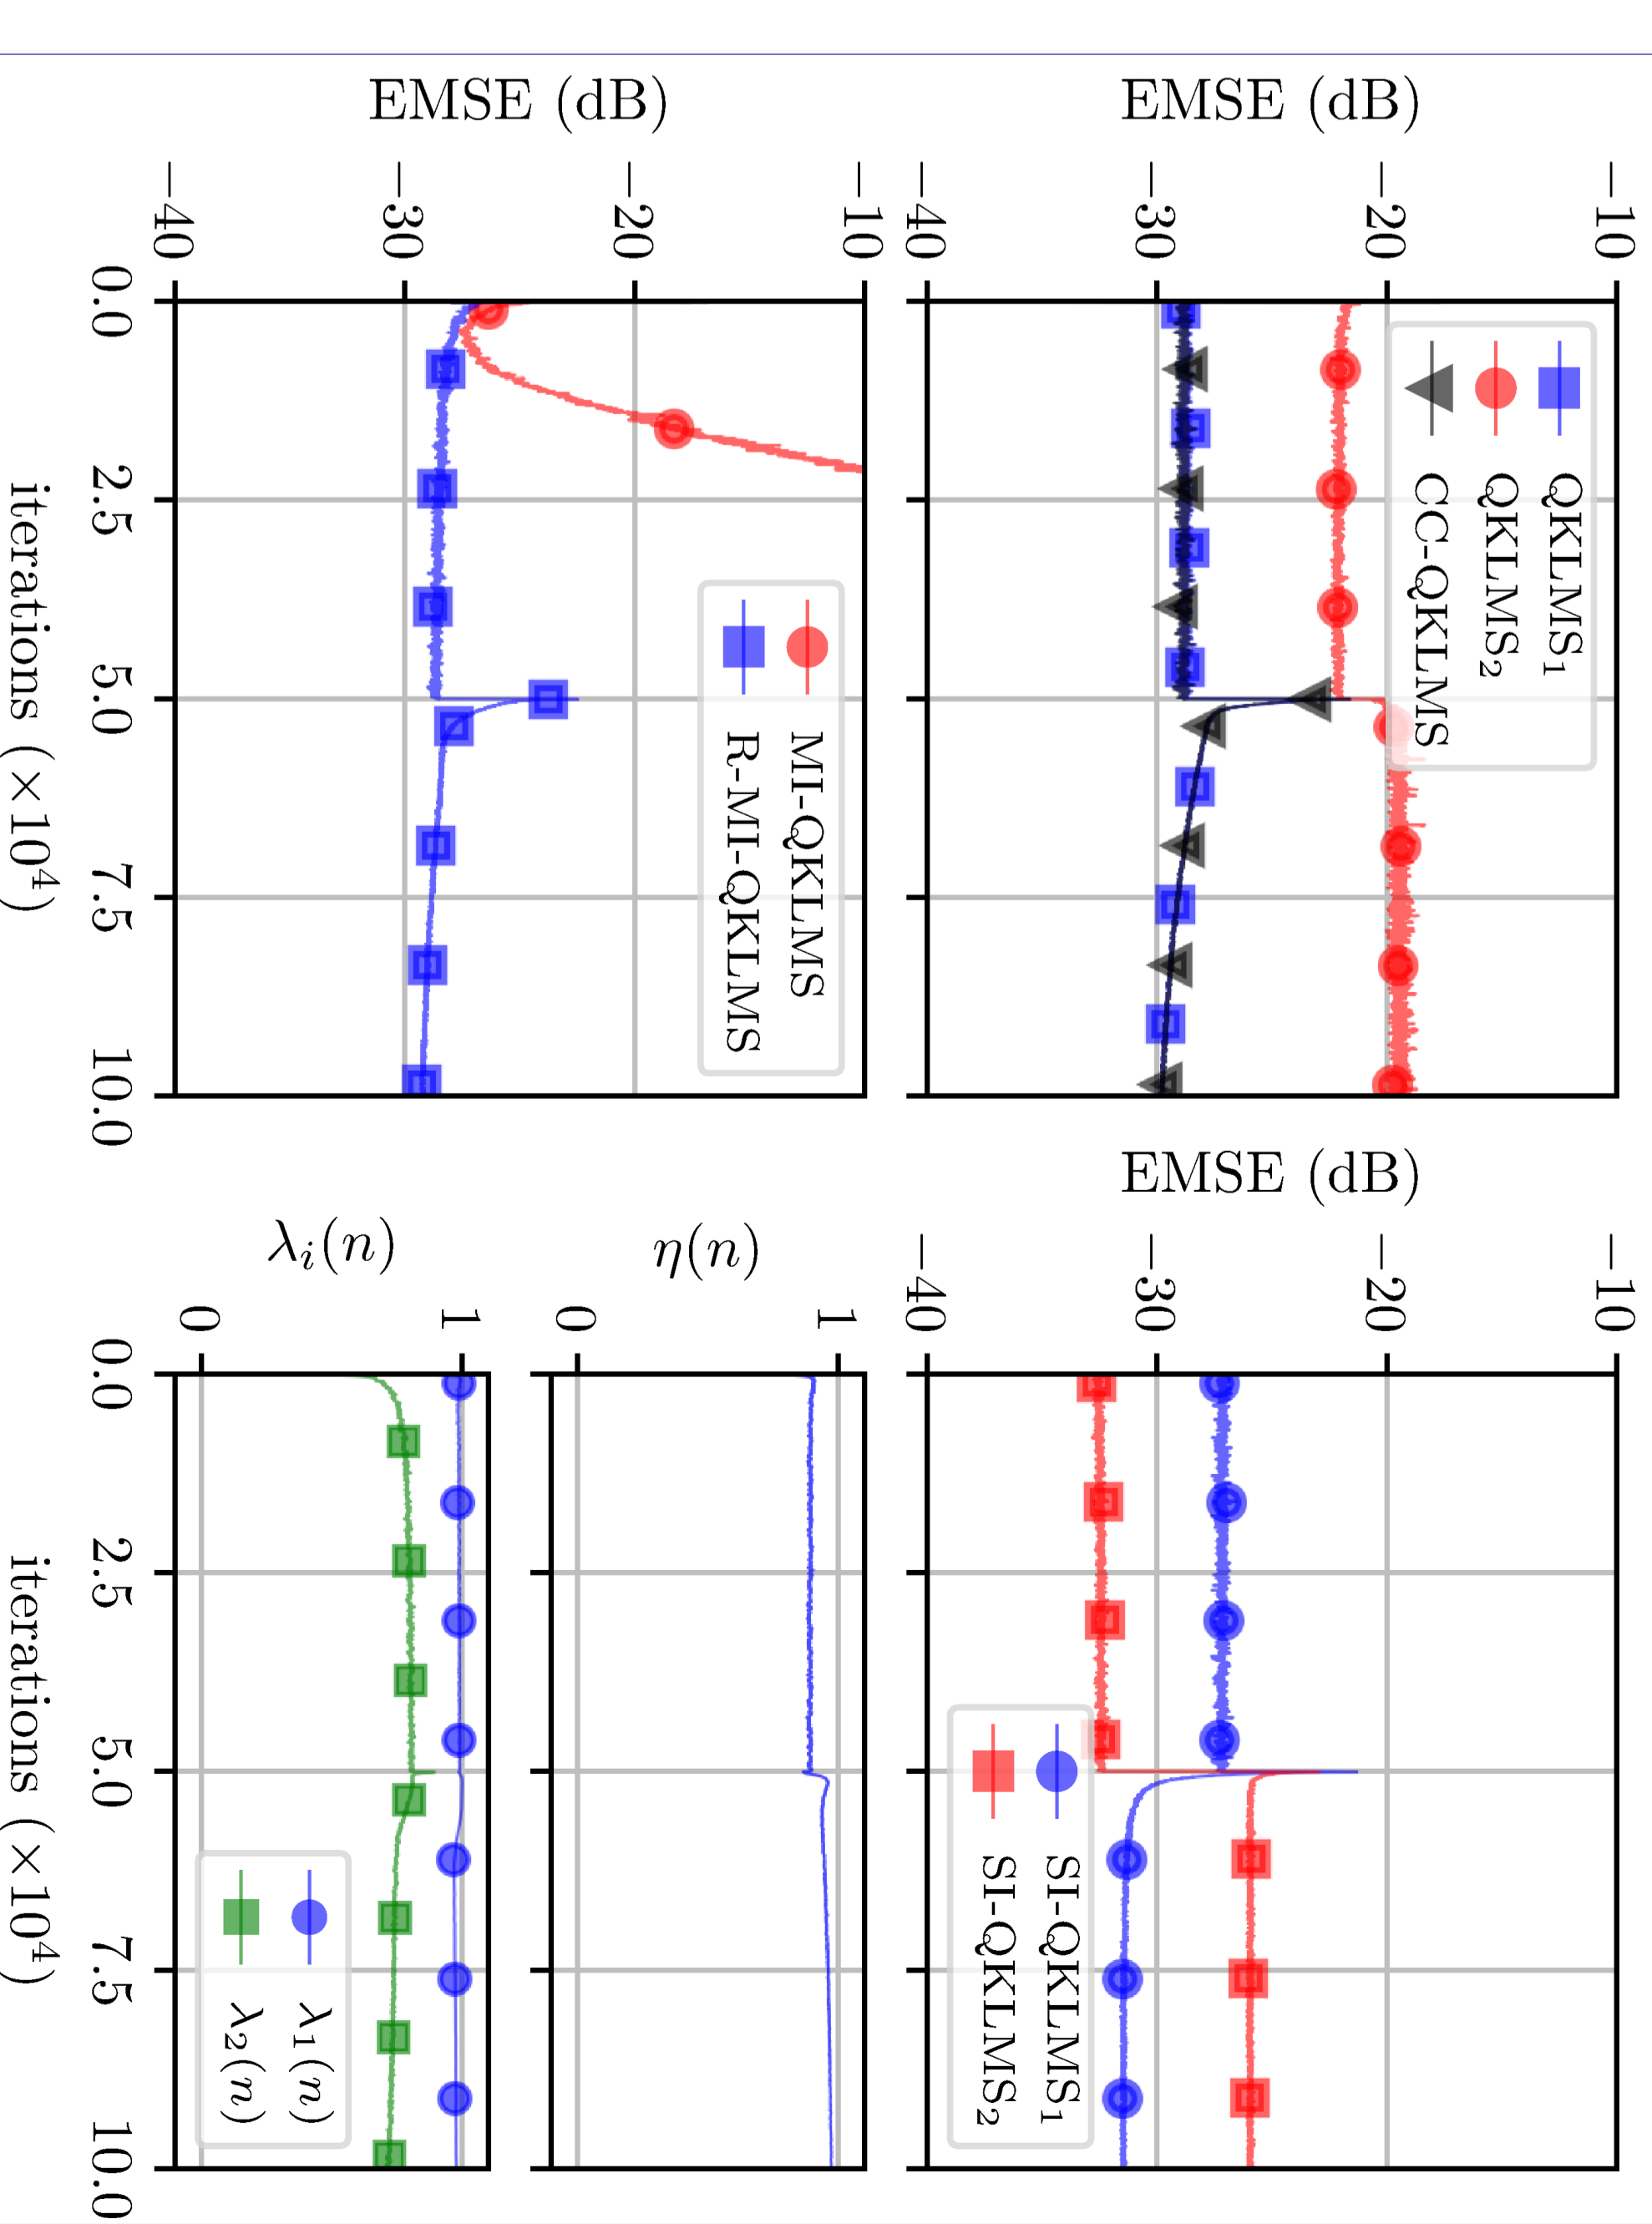 EMSE (dB)
−10
−20
−30
−40
QKLMS₁
QKLMS₂
CC-QKLMS
EMSE (dB)
−10
−20
−30
−40
SI-QKLMS₁
SI-QKLMS₂
EMSE (dB)
−10
−20
−30
−40
MI-QKLMS
R-MI-QKLMS
0.0 2.5 5.0 7.5 10.0
iterations (×10⁴)
η(n)
1
0
λᵢ(n)
1
0
λ₁(n)
λ₂(n)
0.0 2.5 5.0 7.5 10.0
iterations (×10⁴)